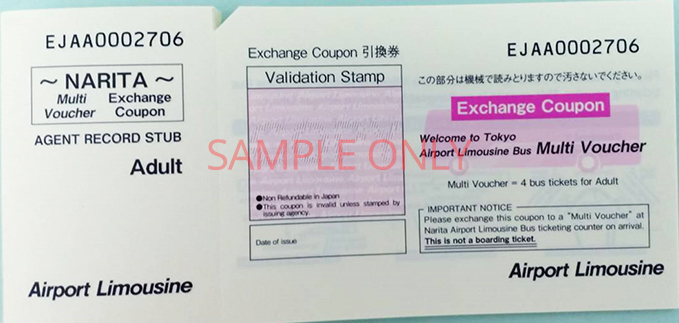 EJAA0002706
～ NARITA ～
Multi Exchange
Voucher Coupon
AGENT RECORD STUB
Adult
Airport Limousine
Exchange Coupon 引換券
Validation Stamp
●Non Refundable in Japan
●This coupon is invalid unless stamped by
issuing agency.
Date of issue
EJAA0002706
この部分は機械で読みとりますので汚さないでください。
Exchange Coupon
Welcome to Tokyo
Airport Limousine Bus Multi Voucher
Multi Voucher = 4 bus tickets for Adult
IMPORTANT NOTICE
Please exchange this coupon to a "Multi Voucher" at
Narita Airport Limousine Bus ticketing counter on arrival.
This is not a boarding ticket.
Airport Limousine
SAMPLE ONLY